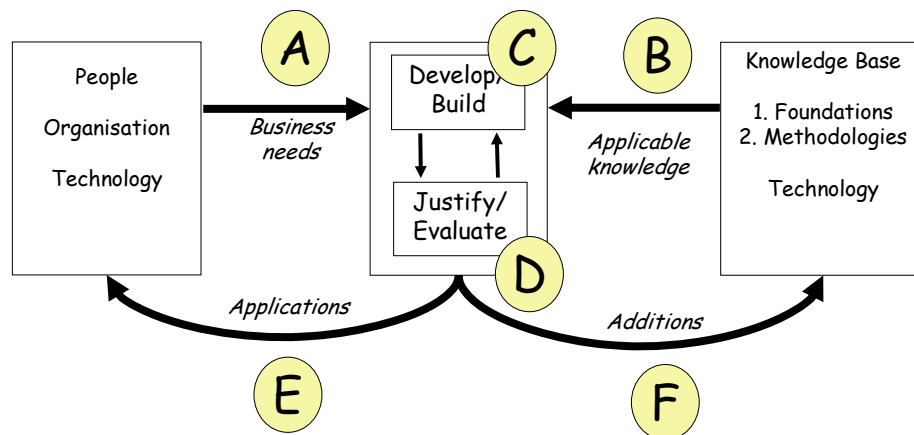 People
Organisation
Technology
A
Business
needs
C
Develop/
Build
Justify/
Evaluate
D
B
Applicable
knowledge
Knowledge Base
1. Foundations
2. Methodologies
Technology
Applications
E
Additions
F